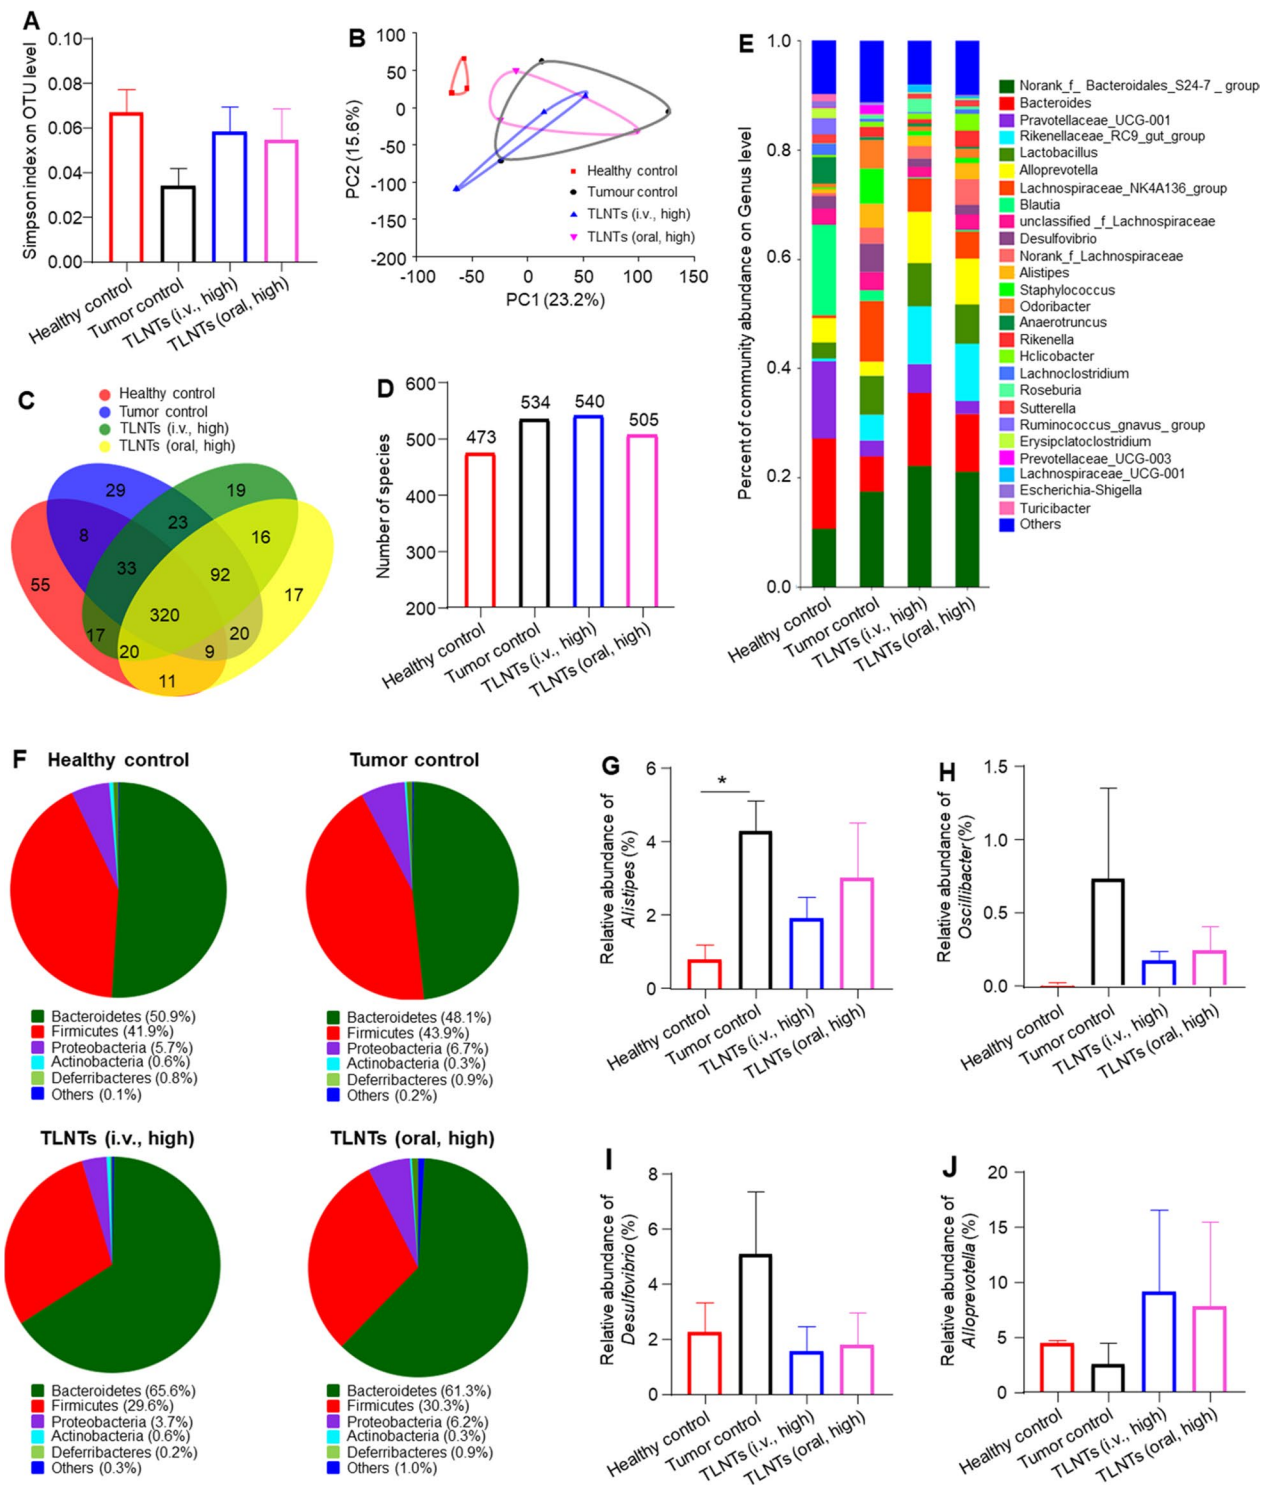 A
Simpson index on OTU level
0.10
0.08
0.06
0.04
0.02
0.00
Healthy control
Tumor control
TLNTs (i.v., high)
TLNTs (oral, high)
B
PC2 (15.6%)
100
50
0
-50
-100
-150
-200
-100
-50
0
50
100
150
PC1 (23.2%)
Healthy control
Tumour control
TLNTs (i.v., high)
TLNTs (oral, high)
C
Healthy control
Tumor control
TLNTs (i.v., high)
TLNTs (oral, high)
29
19
8
23
16
55
33
92
17
320
17
20
9
20
11
D
Number of species
600
500
400
300
200
473
534
540
505
Healthy control
Tumor control
TLNTs (i.v., high)
TLNTs (oral, high)
E
Percent of community abundance on Genus level
1.0
0.8
0.6
0.4
0.2
0.0
Healthy control
Tumor control
TLNTs (i.v., high)
TLNTs (oral, high)
Norank_f_ Bacteroidales_S24-7 _ group
Bacteroides
Pravotellaceae_UCG-001
Rikenellaceae_RC9_gut_group
Lactobacillus
Alloprevotella
Lachnospiraceae_NK4A136_group
Blautia
unclassified _f_Lachnospiraceae
Desulfovibrio
Norank_f_Lachnospiraceae
Alistipes
Staphylococcus
Odoribacter
Anaerotruncus
Rikenella
Hclicobacter
Lachnoclostridium
Roseburia
Sutterella
Ruminococcus_gnavus_ group
Erysipclatoclostridium
Prevotellaceae_UCG-003
Lachnospiraceae_UCG-001
Escherichia-Shigella
Turicibacter
Others
F
Healthy control
Bacteroidetes (50.9%)
Firmicutes (41.9%)
Proteobacteria (5.7%)
Actinobacteria (0.6%)
Deferribacteres (0.8%)
Others (0.1%)
Tumor control
Bacteroidetes (48.1%)
Firmicutes (43.9%)
Proteobacteria (6.7%)
Actinobacteria (0.3%)
Deferribacteres (0.9%)
Others (0.2%)
TLNTs (i.v., high)
Bacteroidetes (65.6%)
Firmicutes (29.6%)
Proteobacteria (3.7%)
Actinobacteria (0.6%)
Deferribacteres (0.2%)
Others (0.3%)
TLNTs (oral, high)
Bacteroidetes (61.3%)
Firmicutes (30.3%)
Proteobacteria (6.2%)
Actinobacteria (0.3%)
Deferribacteres (0.9%)
Others (1.0%)
G
Relative abundance of
Alistipes (%)
6
4
2
0
*
Healthy control
Tumor control
TLNTs (i.v., high)
TLNTs (oral, high)
H
Relative abundance of
Oscillibacter (%)
1.5
1.0
0.5
0.0
Healthy control
Tumor control
TLNTs (i.v., high)
TLNTs (oral, high)
I
Relative abundance of
Desulfovibrio (%)
8
6
4
2
0
Healthy control
Tumor control
TLNTs (i.v., high)
TLNTs (oral, high)
J
Relative abundance of
Alloprevotella (%)
20
15
10
5
0
Healthy control
Tumor control
TLNTs (i.v., high)
TLNTs (oral, high)